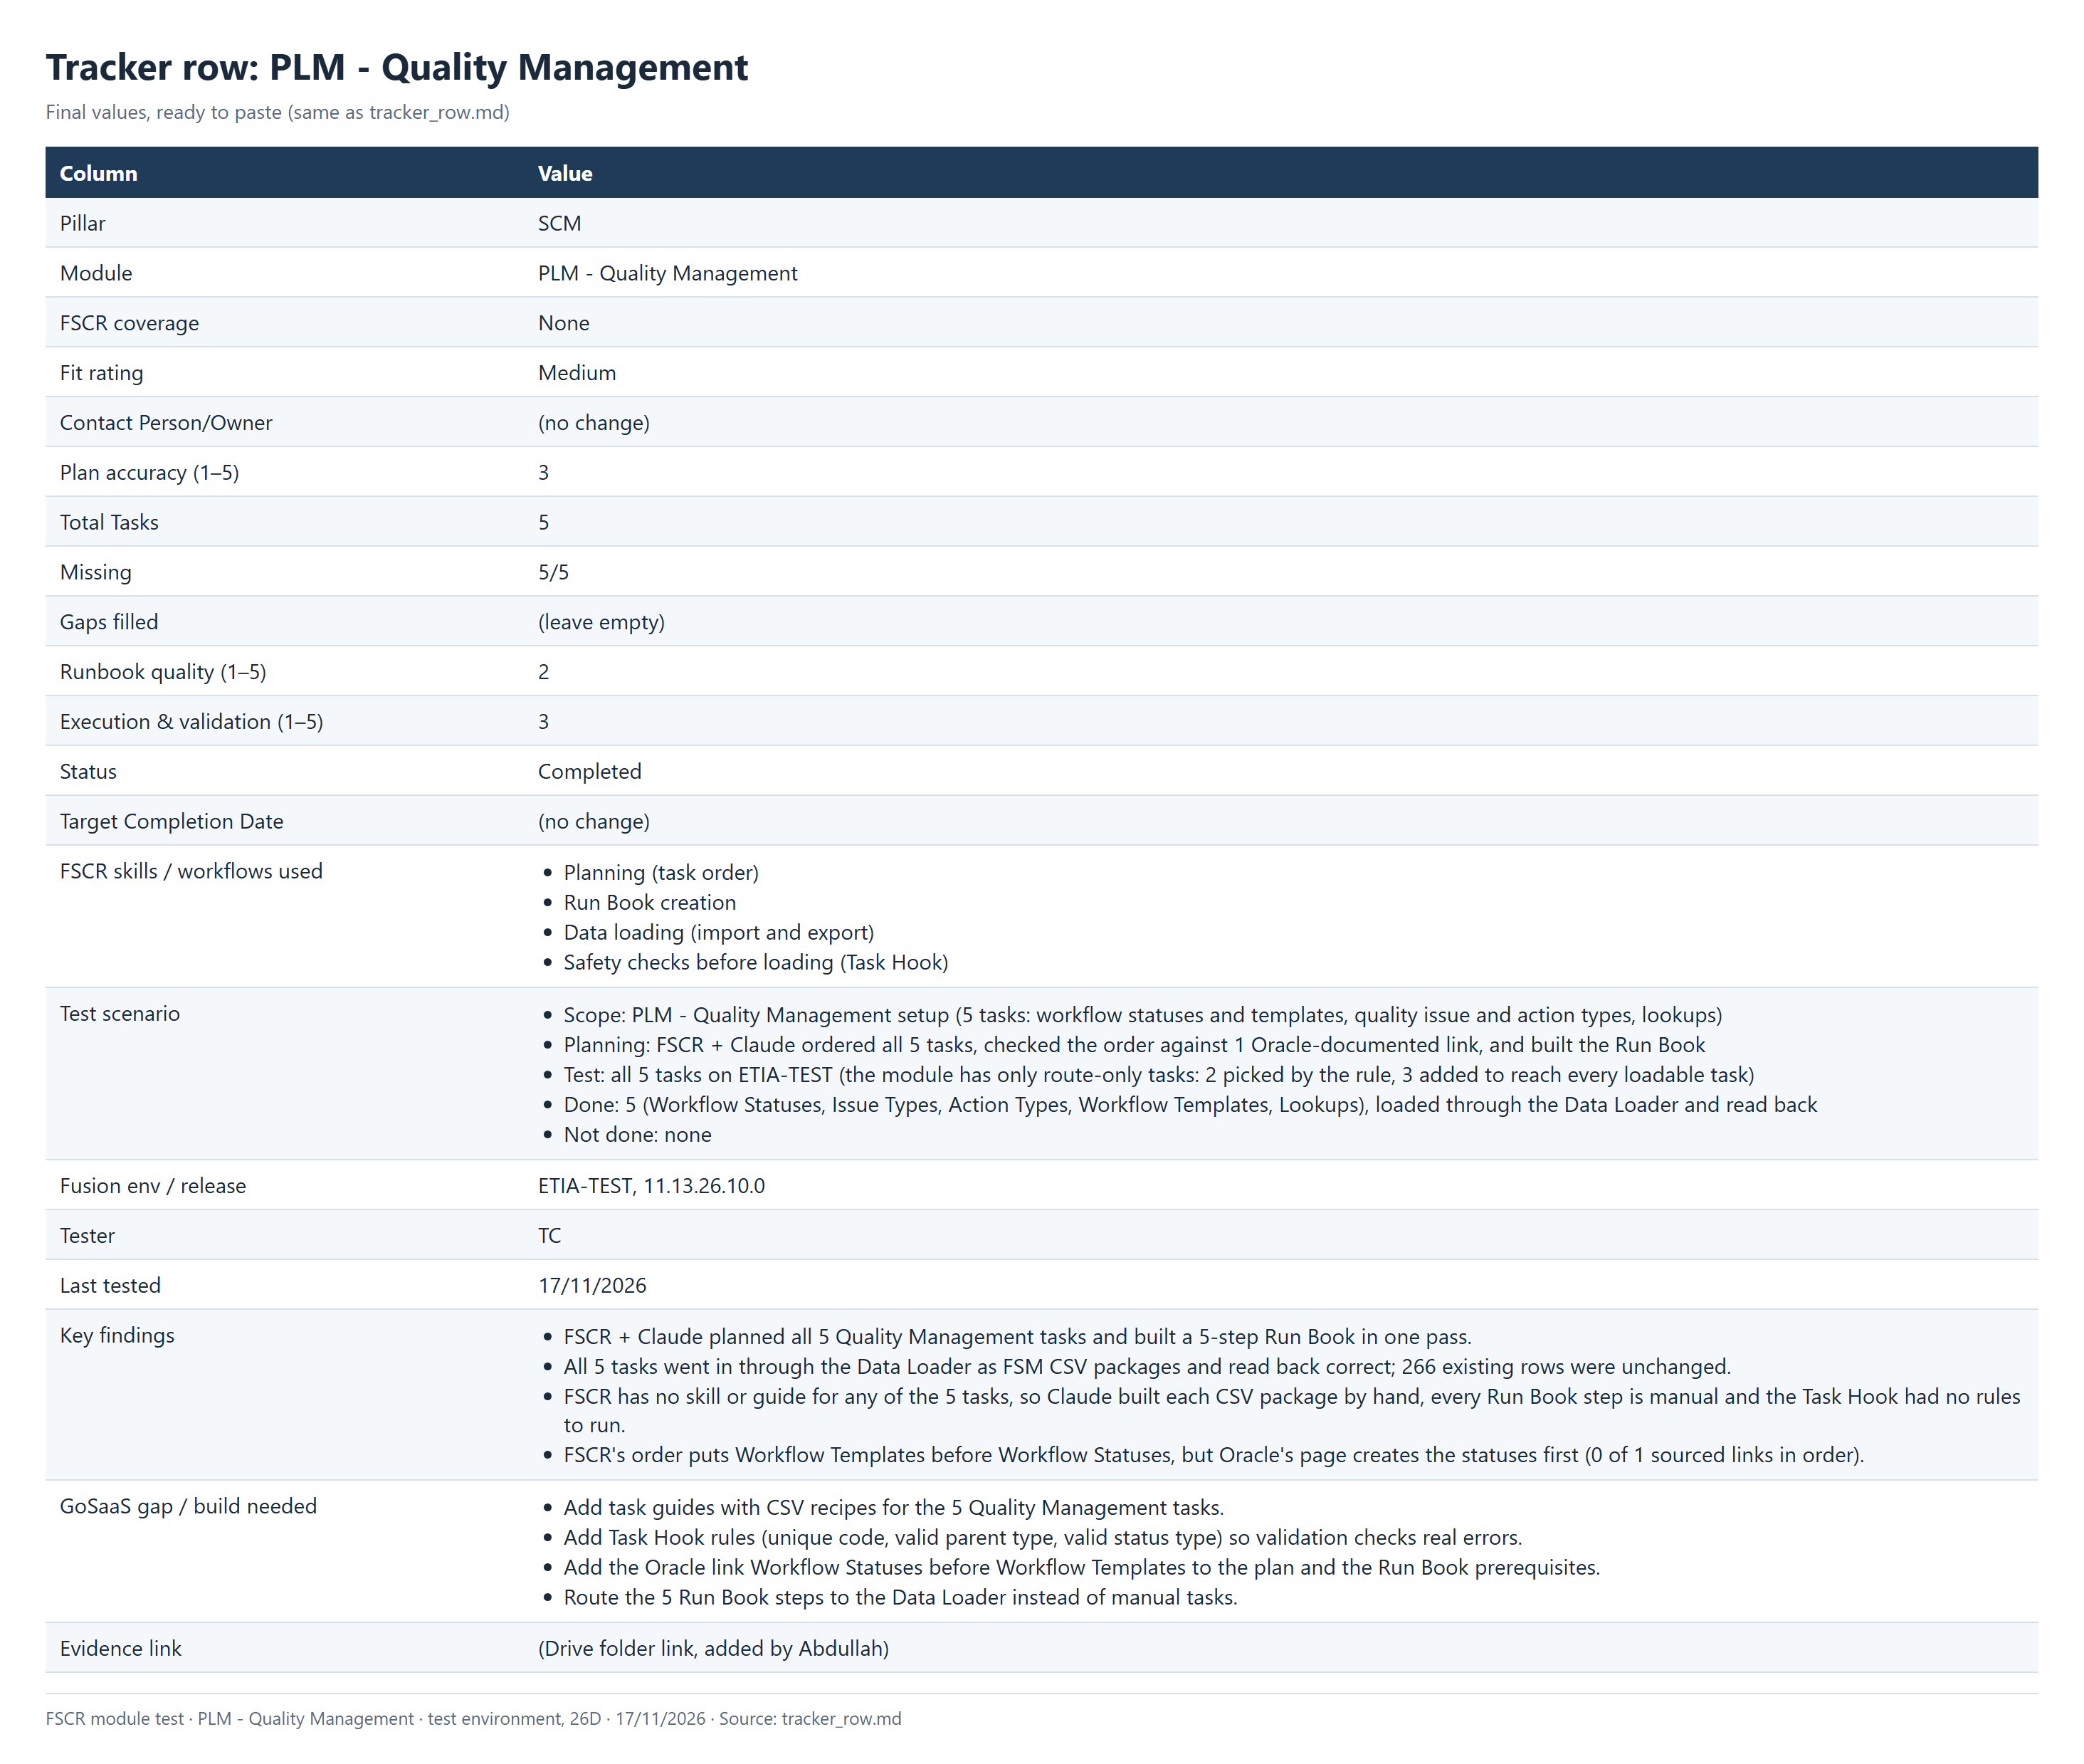 Tracker row: PLM - Quality Management
Final values, ready to paste (same as tracker_row.md)
Column Value
Pillar SCM
Module PLM - Quality Management
FSCR coverage None
Fit rating Medium
Contact Person/Owner (no change)
Plan accuracy (1–5) 3
Total Tasks 5
Missing 5/5
Gaps filled (leave empty)
Runbook quality (1–5) 2
Execution & validation (1–5) 3
Status Completed
Target Completion Date (no change)
FSCR skills / workflows used
• Planning (task order)
• Run Book creation
• Data loading (import and export)
• Safety checks before loading (Task Hook)
Test scenario
• Scope: PLM - Quality Management setup (5 tasks: workflow statuses and templates, quality issue and action types, lookups)
• Planning: FSCR + Claude ordered all 5 tasks, checked the order against 1 Oracle-documented link, and built the Run Book
• Test: all 5 tasks on ETIA-TEST (the module has only route-only tasks: 2 picked by the rule, 3 added to reach every loadable task)
• Done: 5 (Workflow Statuses, Issue Types, Action Types, Workflow Templates, Lookups), loaded through the Data Loader and read back
• Not done: none
Fusion env / release ETIA-TEST, 11.13.26.10.0
Tester TC
Last tested 17/11/2026
Key findings
• FSCR + Claude planned all 5 Quality Management tasks and built a 5-step Run Book in one pass.
• All 5 tasks went in through the Data Loader as FSM CSV packages and read back correct; 266 existing rows were unchanged.
• FSCR has no skill or guide for any of the 5 tasks, so Claude built each CSV package by hand, every Run Book step is manual and the Task Hook had no rules
to run.
• FSCR's order puts Workflow Templates before Workflow Statuses, but Oracle's page creates the statuses first (0 of 1 sourced links in order).
GoSaaS gap / build needed
• Add task guides with CSV recipes for the 5 Quality Management tasks.
• Add Task Hook rules (unique code, valid parent type, valid status type) so validation checks real errors.
• Add the Oracle link Workflow Statuses before Workflow Templates to the plan and the Run Book prerequisites.
• Route the 5 Run Book steps to the Data Loader instead of manual tasks.
Evidence link (Drive folder link, added by Abdullah)
FSCR module test · PLM - Quality Management · test environment, 26D · 17/11/2026 · Source: tracker_row.md